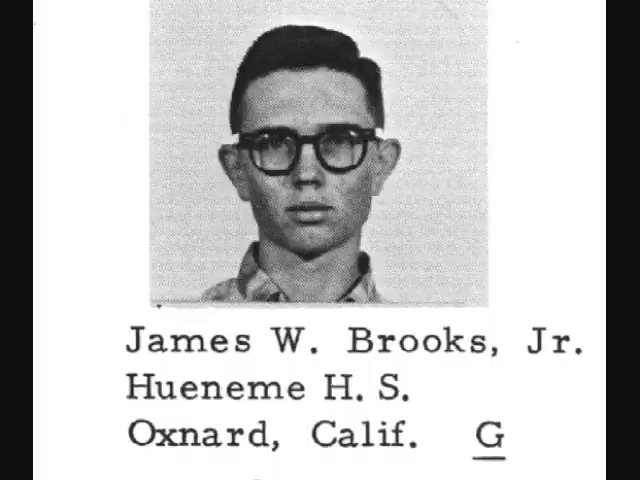 James W. Brooks, Jr.
Hueneme H. S.
Oxnard, Calif. G